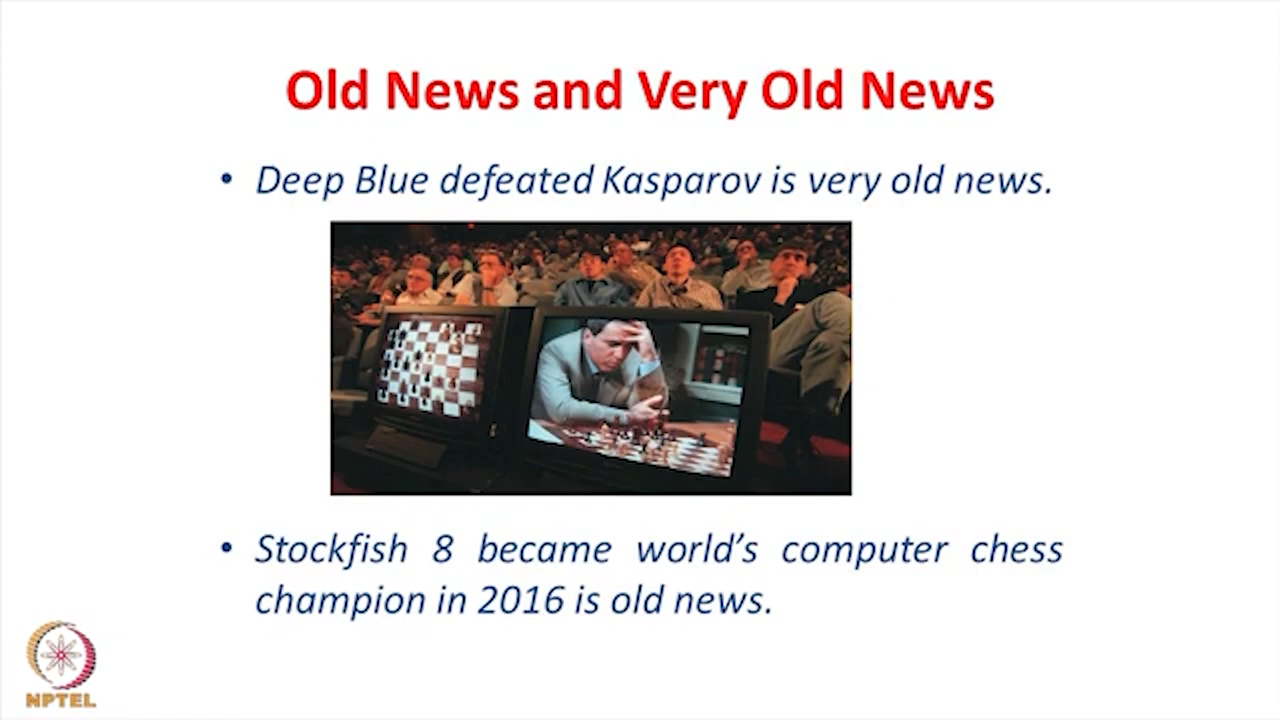 Old News and Very Old News
• Deep Blue defeated Kasparov is very old news.
• Stockfish 8 became world's computer chess
champion in 2016 is old news.
NPTEL